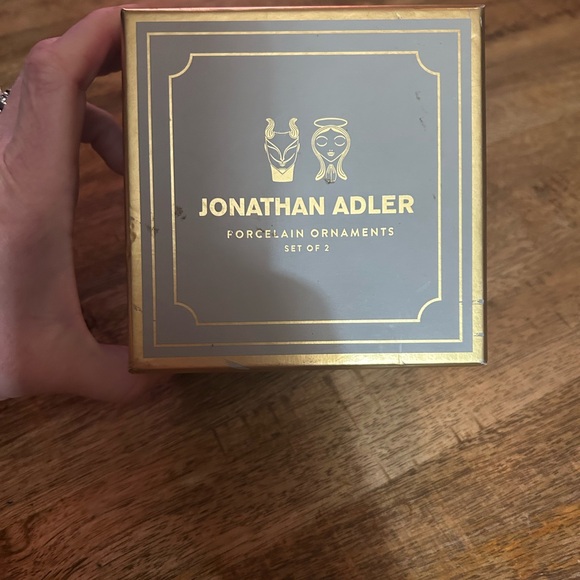 JONATHAN ADLER
PORCELAIN ORNAMENTS
SET OF 2